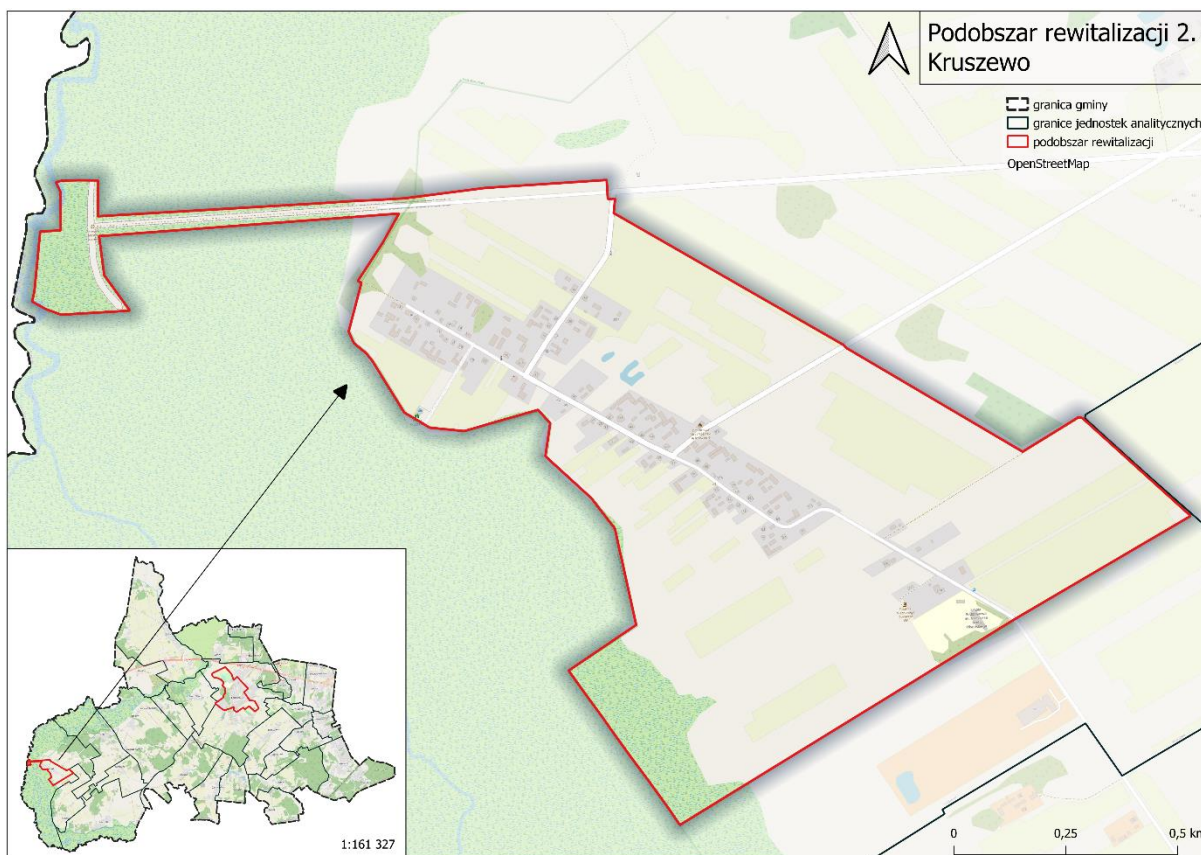 Podobszar rewitalizacji 2.
Kruszewo
granica gminy
granice jednostek analitycznych
podobszar rewitalizacji
OpenStreetMap
1:161 327
0
0,25
0,5 km